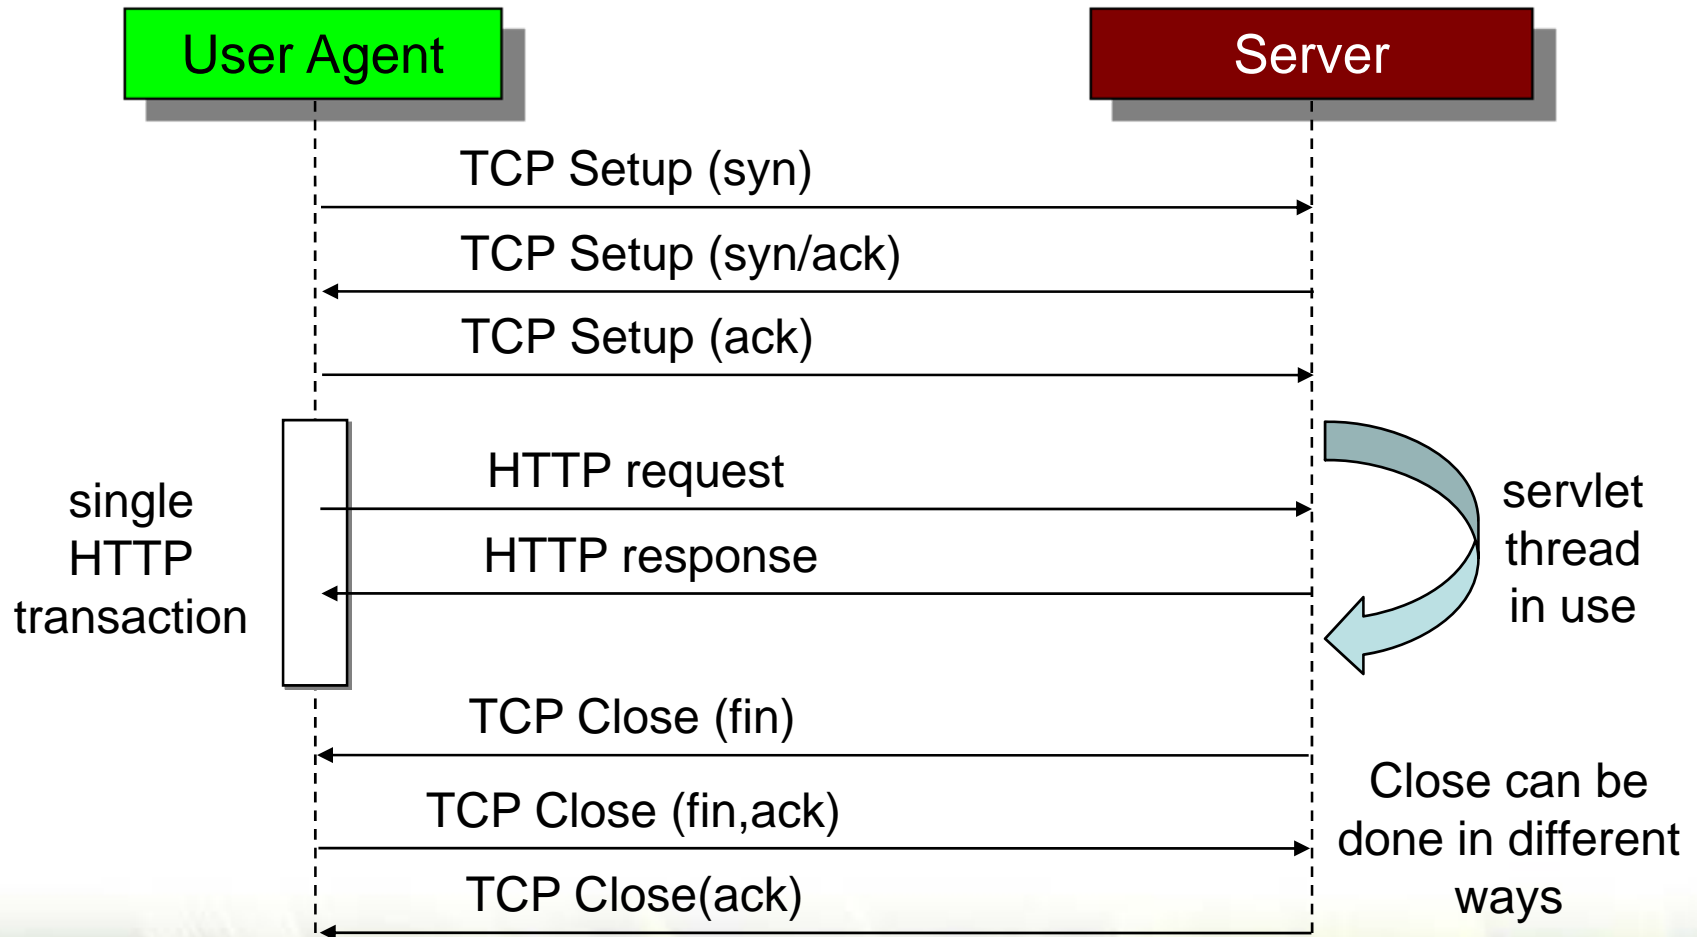 User Agent
Server
TCP Setup (syn)
TCP Setup (syn/ack)
TCP Setup (ack)
single
HTTP
transaction
HTTP request
HTTP response
servlet
thread
in use
TCP Close (fin)
TCP Close (fin,ack)
TCP Close(ack)
Close can be
done in different
ways